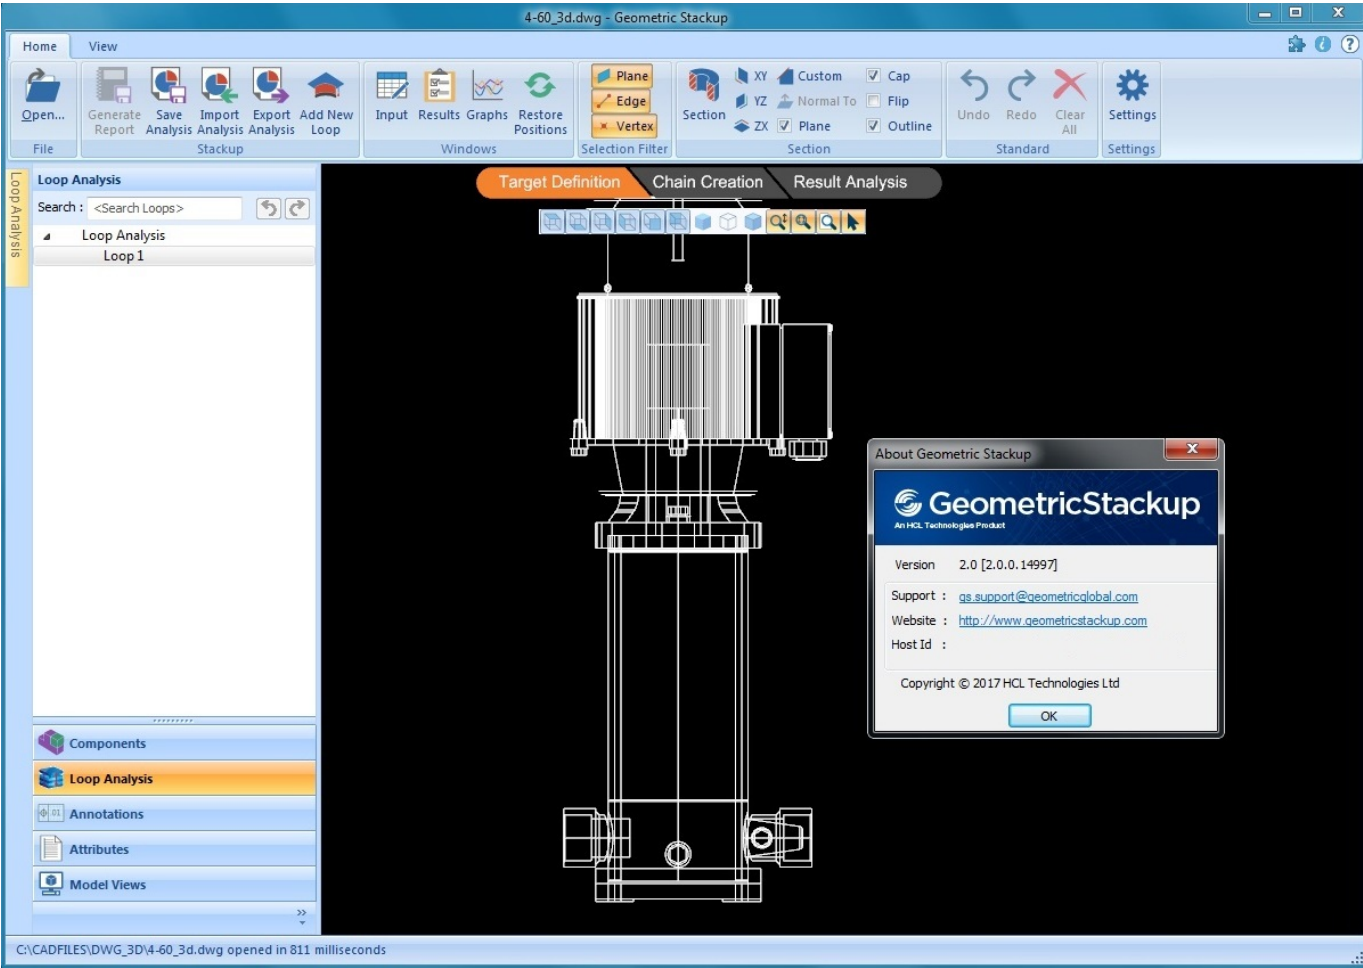 4-60_3d.dwg - Geometric Stackup
Home View
Open... Generate Report Save Analysis Import Analysis Export Analysis Add New Loop Input Results Graphs Restore Positions
Plane
Edge
Vertex
Section
XY Custom Cap
YZ Normal To Flip
ZX Plane Outline
Undo Redo Clear All Settings
File Stackup Windows Selection Filter Section Standard Settings
Loop Analysis
Loop Analysis
Target Definition Chain Creation Result Analysis
Search : <Search Loops>
Loop Analysis
Loop 1
About Geometric Stackup
GeometricStackup
An HCL Technologies Product
Version 2.0 [2.0.0.14997]
Support : gs.support@geometricglobal.com
Website : http://www.geometricstackup.com
Host Id :
Copyright © 2017 HCL Technologies Ltd
OK
Components
Loop Analysis
.01 Annotations
Attributes
Model Views
C:\CADFILES\DWG_3D\4-60_3d.dwg opened in 811 milliseconds